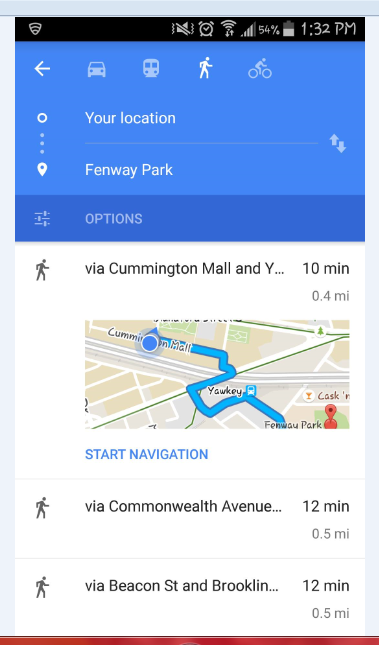 54% 1:32 PM
Your location
Fenway Park
OPTIONS
via Cummington Mall and Y... 10 min
0.4 mi
Cummington Mall
Yawkey
Cask 'n
Fenway Park
START NAVIGATION
via Commonwealth Avenue... 12 min
0.5 mi
via Beacon St and Brooklin... 12 min
0.5 mi